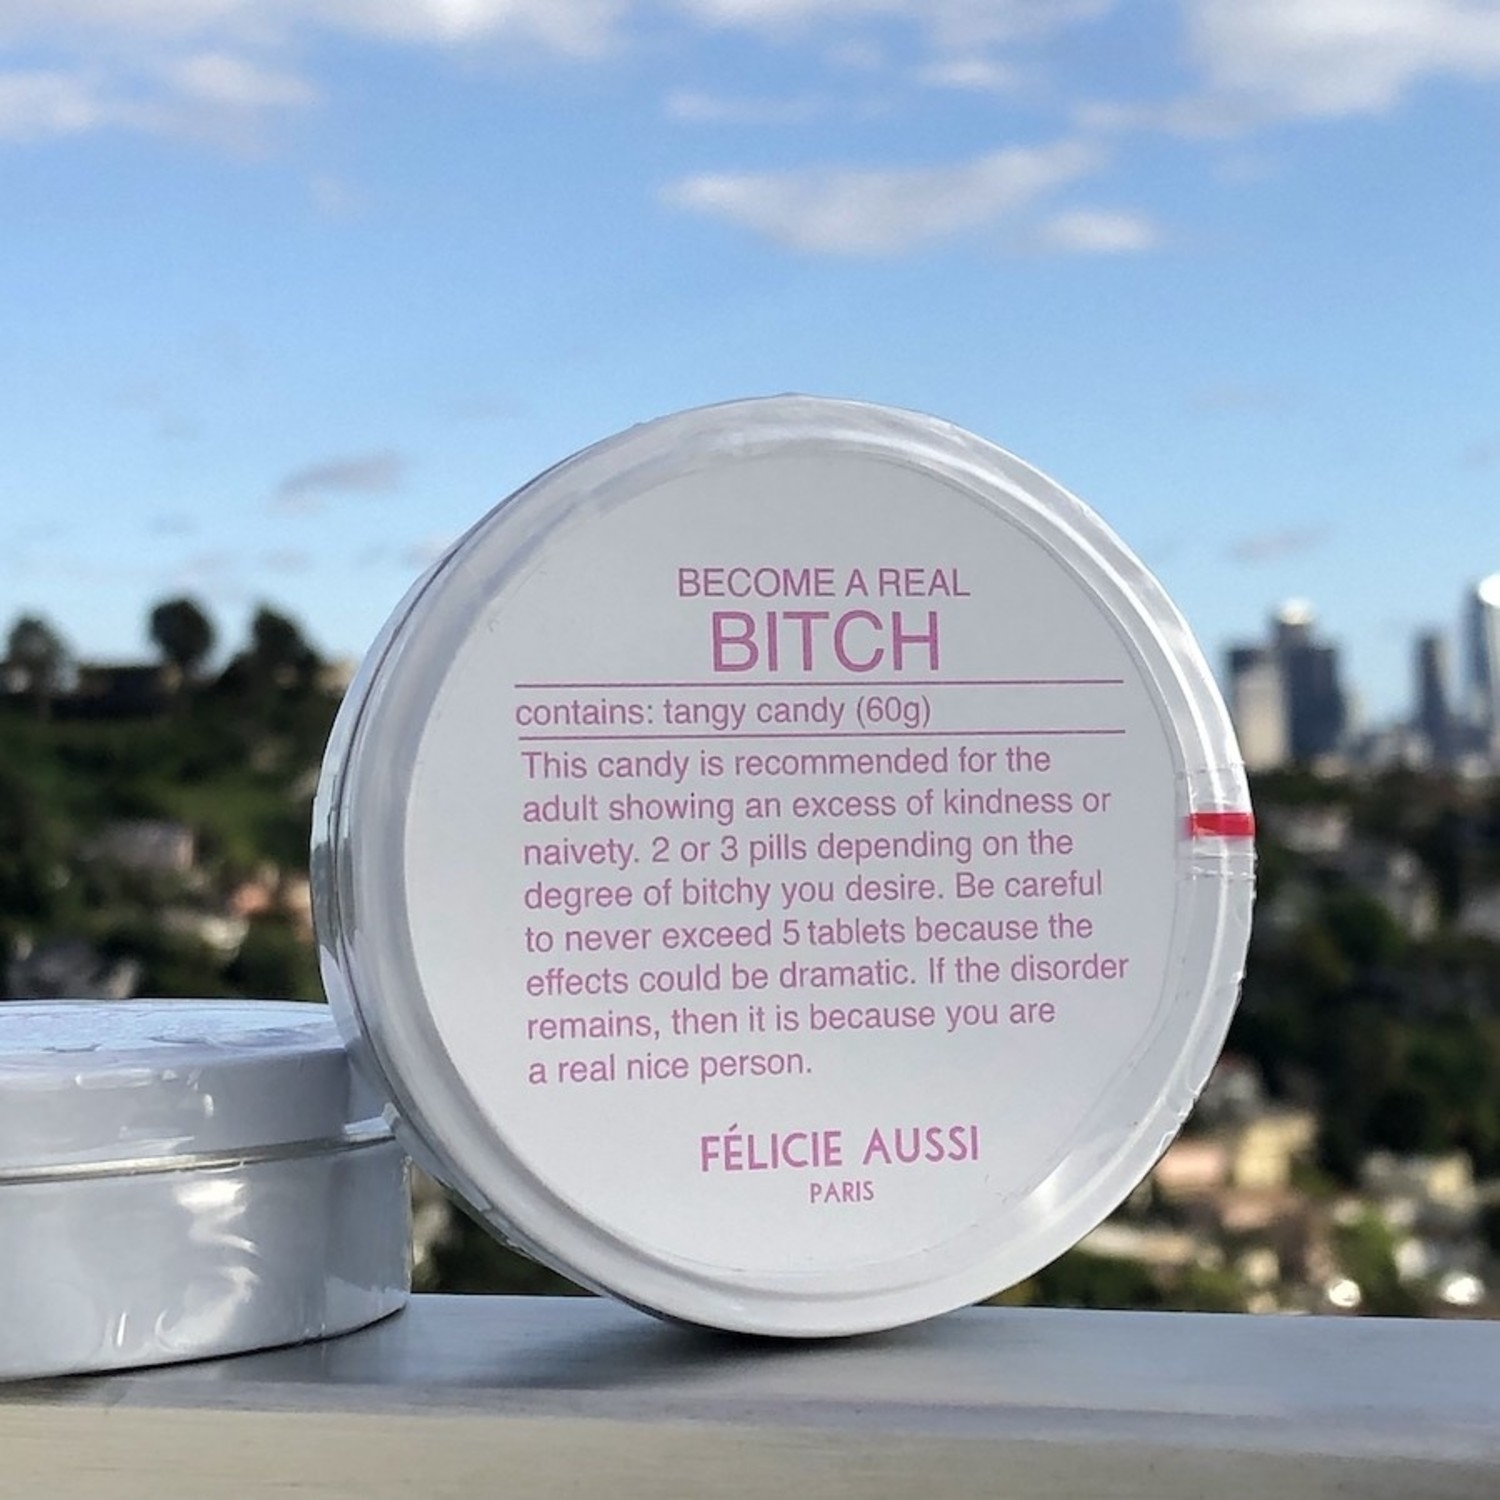 BECOME A REAL
BITCH
contains: tangy candy (60g)
This candy is recommended for the
adult showing an excess of kindness or
naivety. 2 or 3 pills depending on the
degree of bitchy you desire. Be careful
to never exceed 5 tablets because the
effects could be dramatic. If the disorder
remains, then it is because you are
a real nice person.
FÉLICIE AUSSI
PARIS